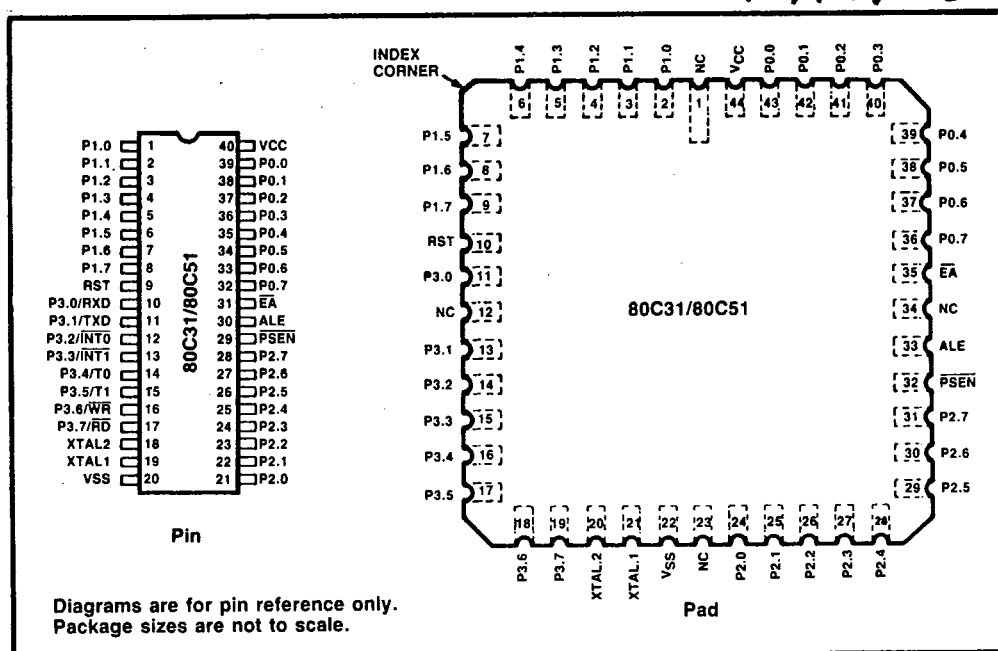 INDEX
CORNER
P1.4 P1.3 P1.2 P1.1 P1.0 NC VCC P0.0 P0.1 P0.2 P0.3
6 5 4 3 2 1 44 43 42 41 40
P1.0 1 40 VCC
P1.1 2 39 P0.0
P1.2 3 38 P0.1
P1.3 4 37 P0.2
P1.4 5 36 P0.3
P1.5 6 35 P0.4
P1.6 7 34 P0.5
P1.7 8 33 P0.6
RST 9 32 P0.7
P3.0/RXD 10 31 E̅A̅
P3.1/TXD 11 30 ALE
P3.2/I̅N̅T̅0̅ 12 29 P̅S̅E̅N̅
P3.3/I̅N̅T̅1̅ 13 28 P2.7
P3.4/T0 14 27 P2.6
P3.5/T1 15 26 P2.5
P3.6/W̅R̅ 16 25 P2.4
P3.7/R̅D̅ 17 24 P2.3
XTAL2 18 23 P2.2
XTAL1 19 22 P2.1
VSS 20 21 P2.0
80C31/80C51
Pin
P1.5 7 39 P0.4
P1.6 8 38 P0.5
P1.7 9 37 P0.6
RST 10 36 P0.7
P3.0 11 35 E̅A̅
NC 12 34 NC
P3.1 13 33 ALE
P3.2 14 32 P̅S̅E̅N̅
P3.3 15 31 P2.7
P3.4 16 30 P2.6
P3.5 17 29 P2.5
80C31/80C51
18 19 20 21 22 23 24 25 26 27 28
P3.6 P3.7 XTAL.2 XTAL.1 VSS NC P2.0 P2.1 P2.2 P2.3 P2.4
Pad
Diagrams are for pin reference only.
Package sizes are not to scale.